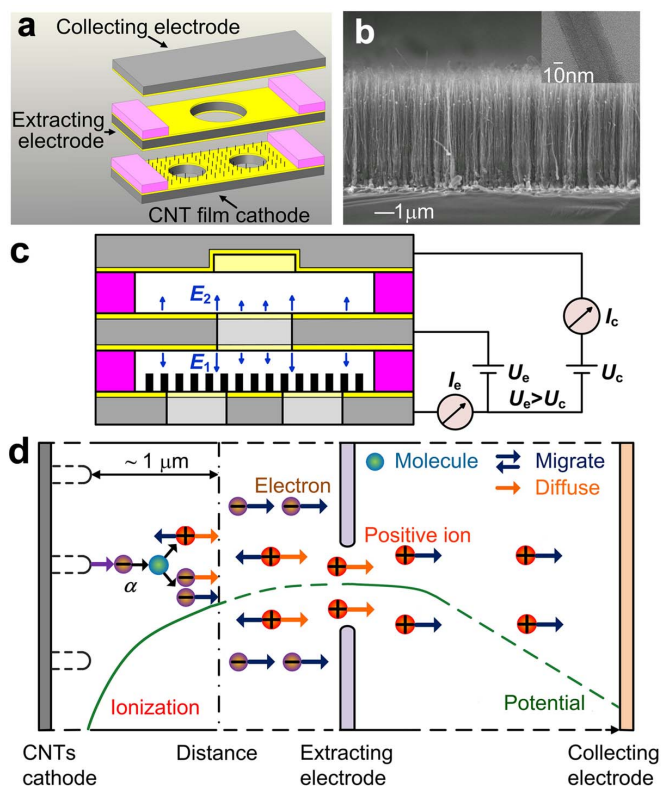 a
Collecting electrode
Extracting
electrode
CNT film cathode
b
10nm
1μm
c
E2
E1
Ie
Ue
Ue>Uc
Ic
Uc
d
~ 1 μm
Electron
Molecule
Migrate
Diffuse
Positive ion
α
Ionization
Potential
CNTs
cathode
Distance
Extracting
electrode
Collecting
electrode